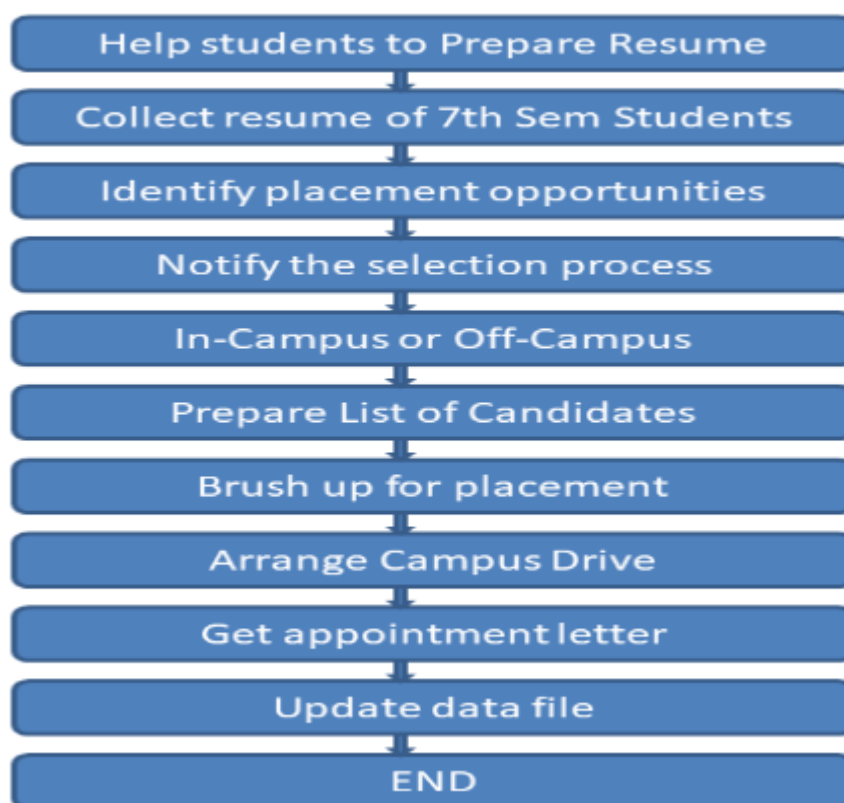 Help students to Prepare Resume
Collect resume of 7th Sem Students
Identify placement opportunities
Notify the selection process
In-Campus or Off-Campus
Prepare List of Candidates
Brush up for placement
Arrange Campus Drive
Get appointment letter
Update data file
END